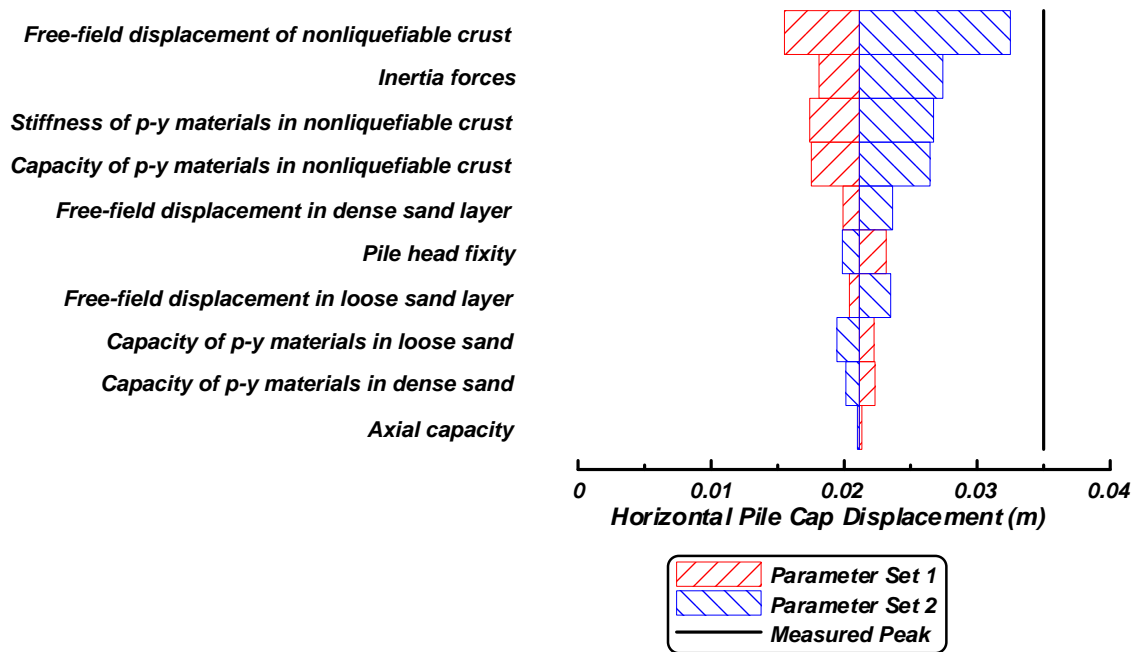 Free-field displacement of nonliquefiable crust
Inertia forces
Stiffness of p-y materials in nonliquefiable crust
Capacity of p-y materials in nonliquefiable crust
Free-field displacement in dense sand layer
Pile head fixity
Free-field displacement in loose sand layer
Capacity of p-y materials in loose sand
Capacity of p-y materials in dense sand
Axial capacity
0 0.01 0.02 0.03 0.04
Horizontal Pile Cap Displacement (m)
Parameter Set 1
Parameter Set 2
Measured Peak